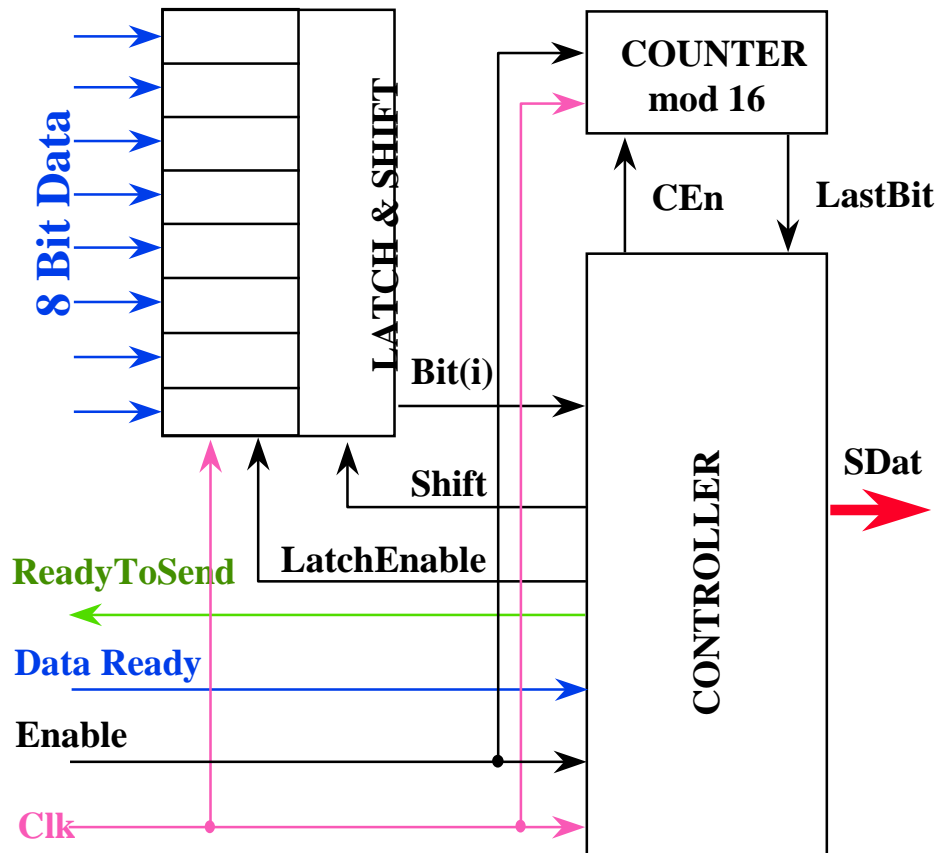 8 Bit Data
LATCH & SHIFT
COUNTER
mod 16
CEn
LastBit
Bit(i)
Shift
LatchEnable
CONTROLLER
SDat
ReadyToSend
Data Ready
Enable
Clk